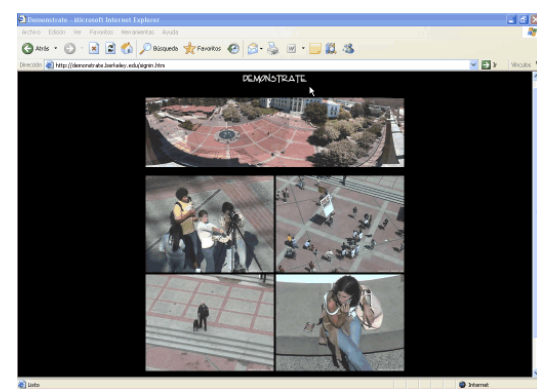 Demonstrate - Microsoft Internet Explorer
Archivo Edición Ver Favoritos Herramientas Ayuda
Atrás Búsqueda Favoritos
Dirección http://demonstrate.berkeley.edu/signin.htm Ir Vínculos
DEMONSTRATE
Listo Internet